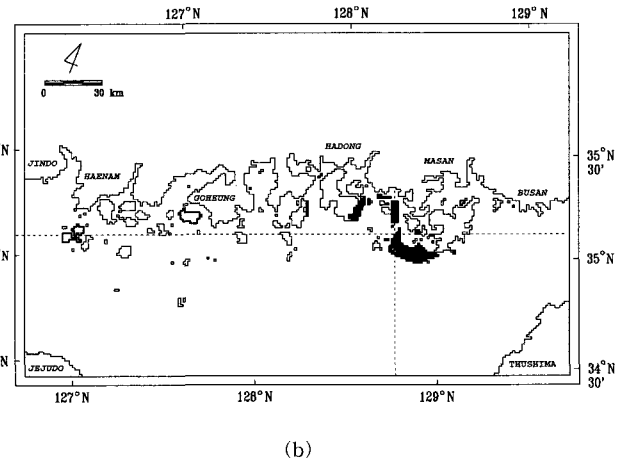 127°N 128°N 129°N
0 30 km
HADONG
JINDO
HAENAM
MASAN
GOHEUNG
BUSAN
N
35°N
30'
N
35°N
N
34°N
30'
JEJUDO
THUSHIMA
127°N 128°N 129°N
(b)